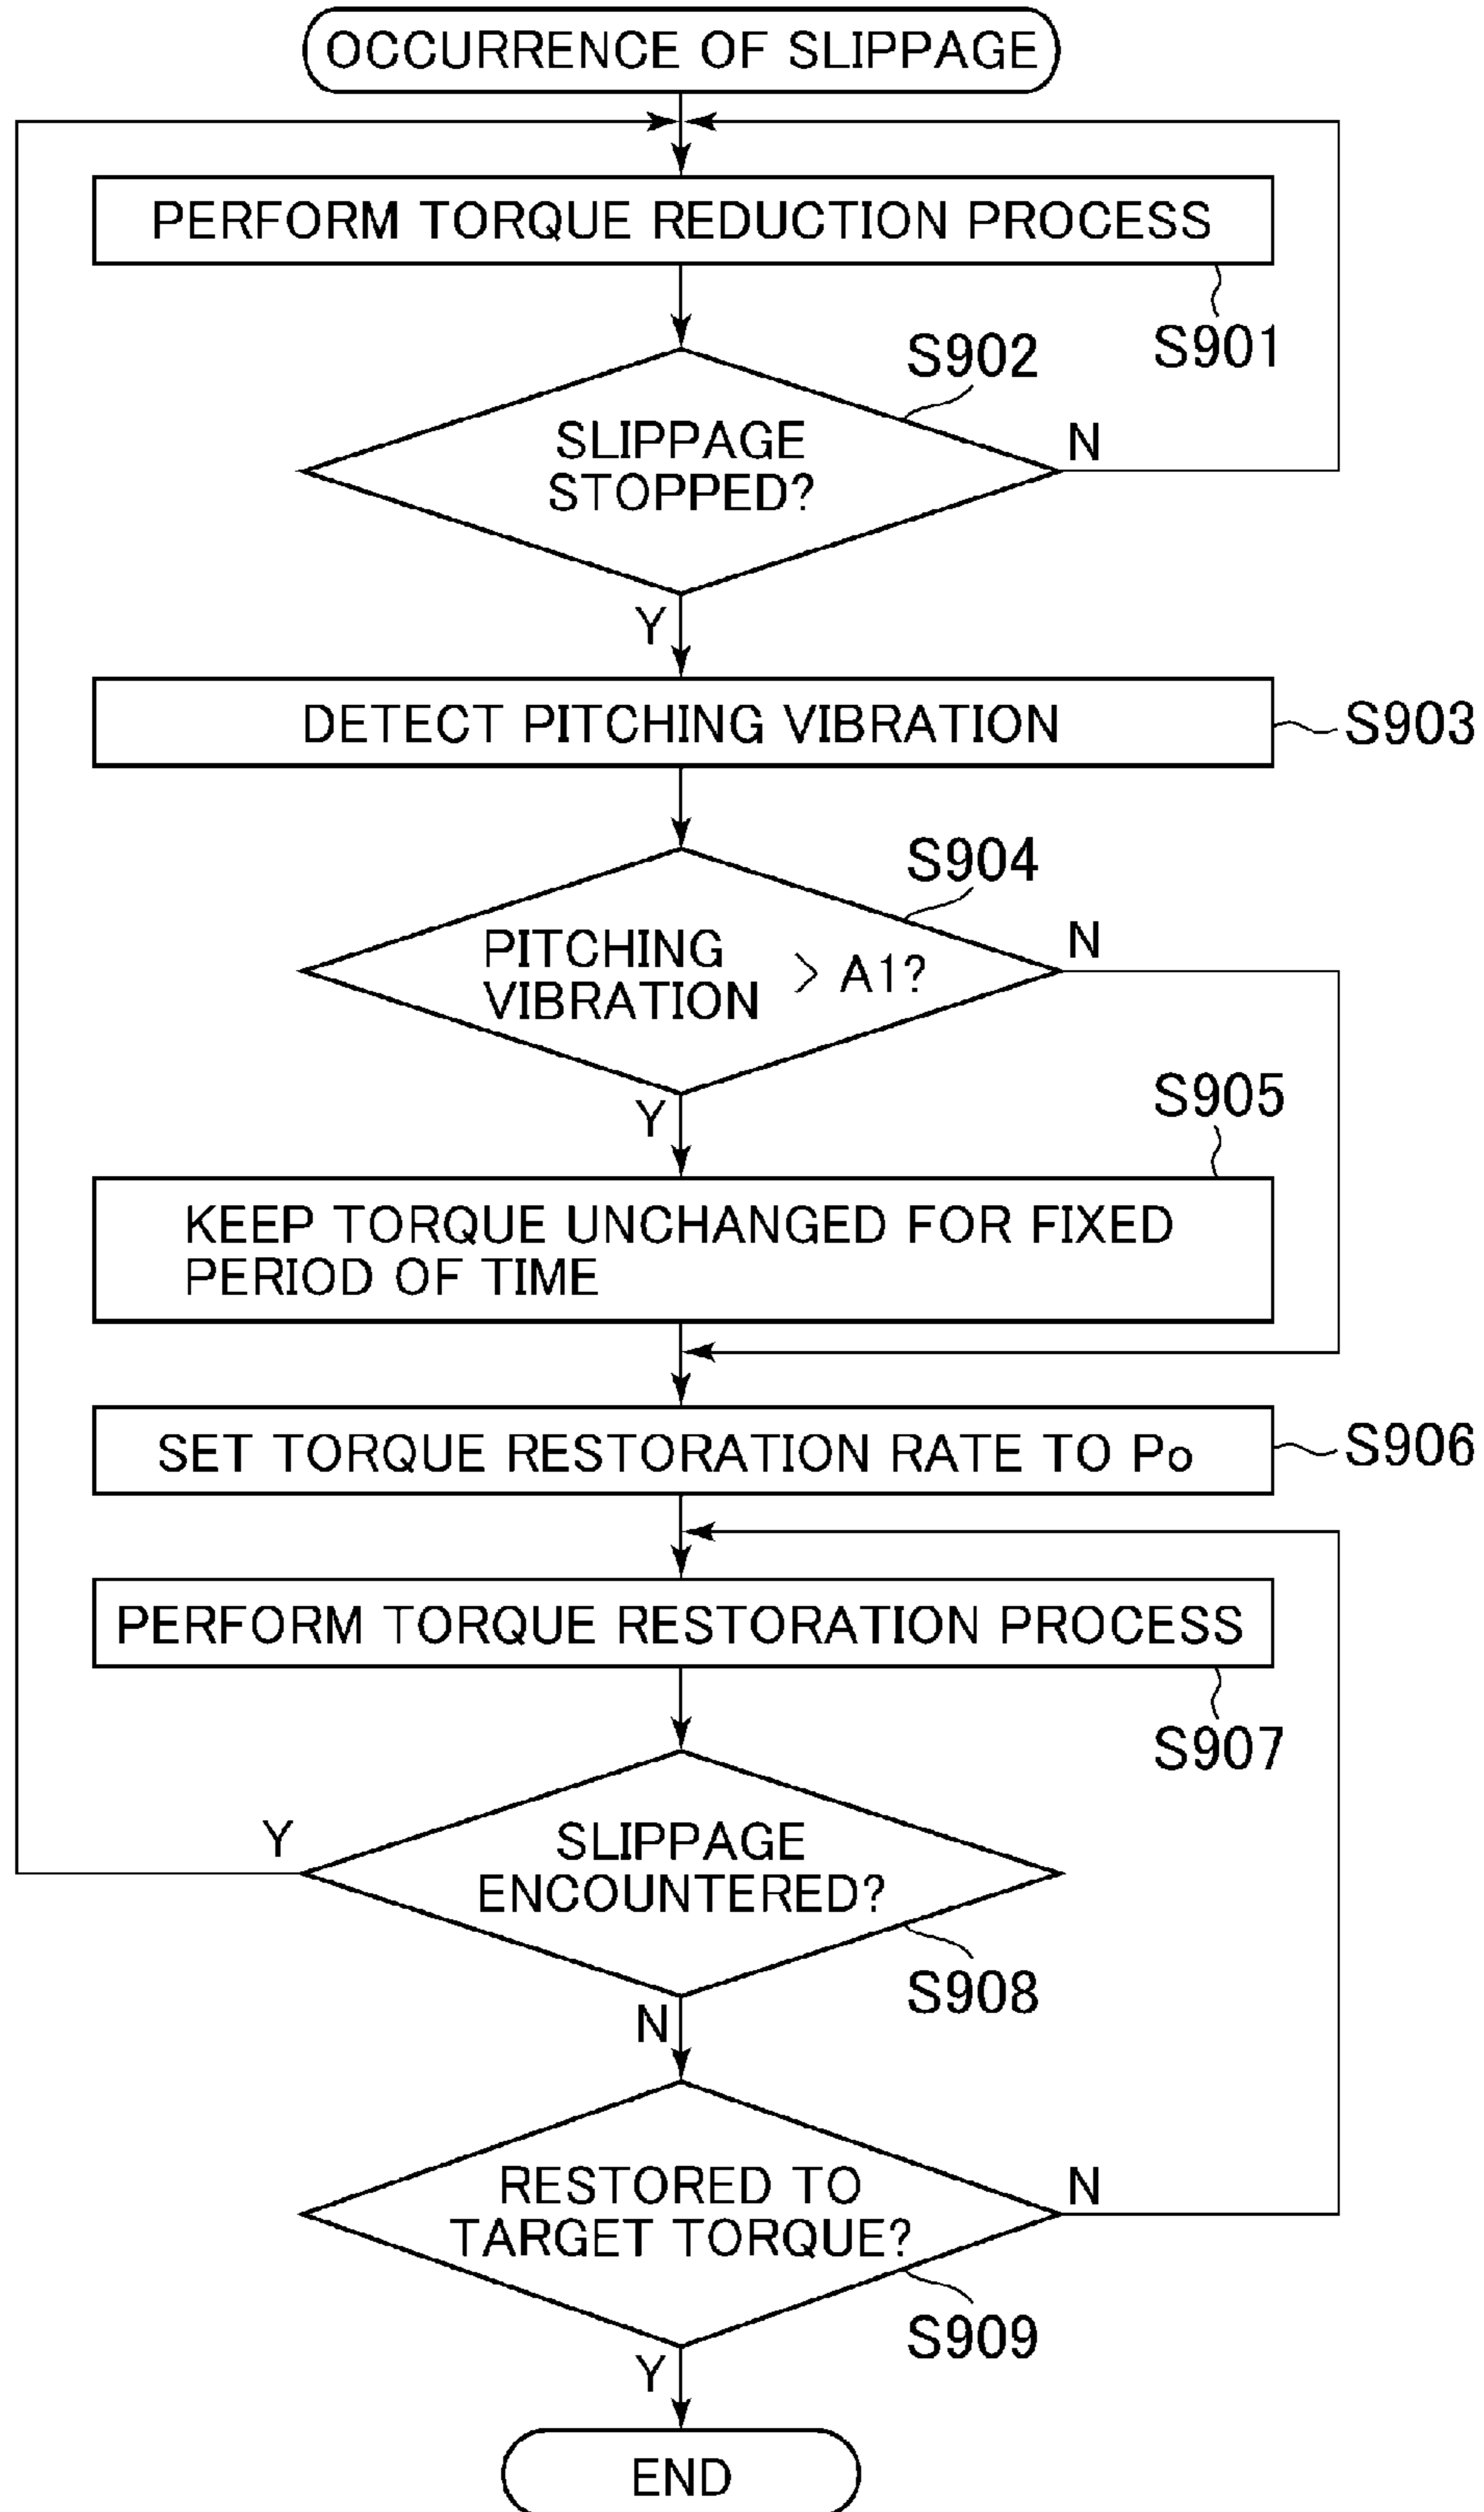 OCCURRENCE OF SLIPPAGE
PERFORM TORQUE REDUCTION PROCESS
S901
S902
SLIPPAGE
STOPPED?
N
Y
DETECT PITCHING VIBRATION
S903
S904
PITCHING
VIBRATION
> A1?
N
Y
S905
KEEP TORQUE UNCHANGED FOR FIXED
PERIOD OF TIME
SET TORQUE RESTORATION RATE TO Po
S906
PERFORM TORQUE RESTORATION PROCESS
S907
Y
SLIPPAGE
ENCOUNTERED?
S908
N
RESTORED TO
TARGET TORQUE?
N
S909
Y
END